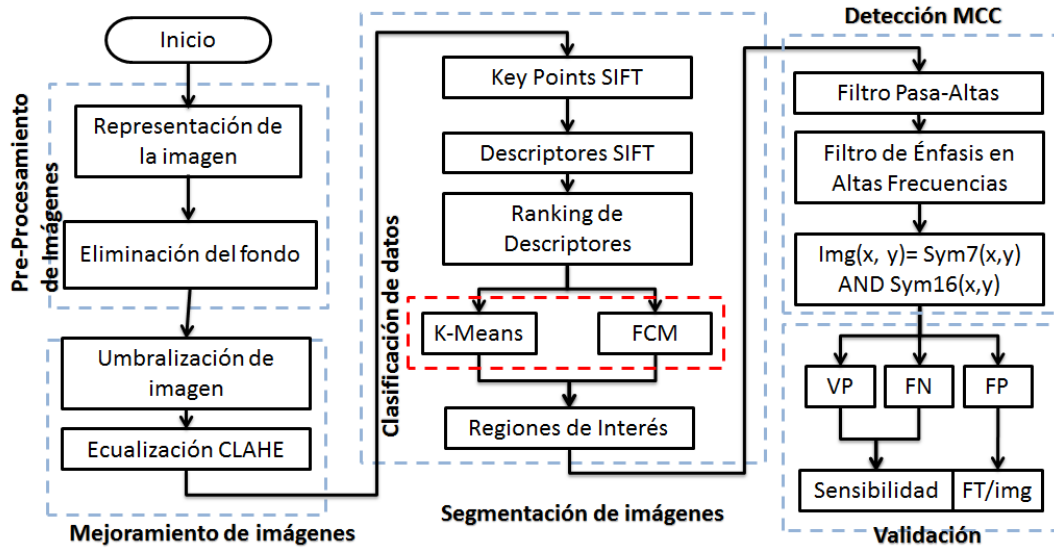 Inicio
Pre-Procesamiento
de Imágenes
Representación de
la imagen
Eliminación del fondo
Umbralización de
imagen
Ecualización CLAHE
Mejoramiento de imágenes
Clasificación de datos
Key Points SIFT
Descriptores SIFT
Ranking de
Descriptores
K-Means
FCM
Regiones de Interés
Segmentación de imágenes
Detección MCC
Filtro Pasa-Altas
Filtro de Énfasis en
Altas Frecuencias
Img(x, y)= Sym7(x,y)
AND Sym16(x,y)
VP
FN
FP
Sensibilidad
FT/img
Validación